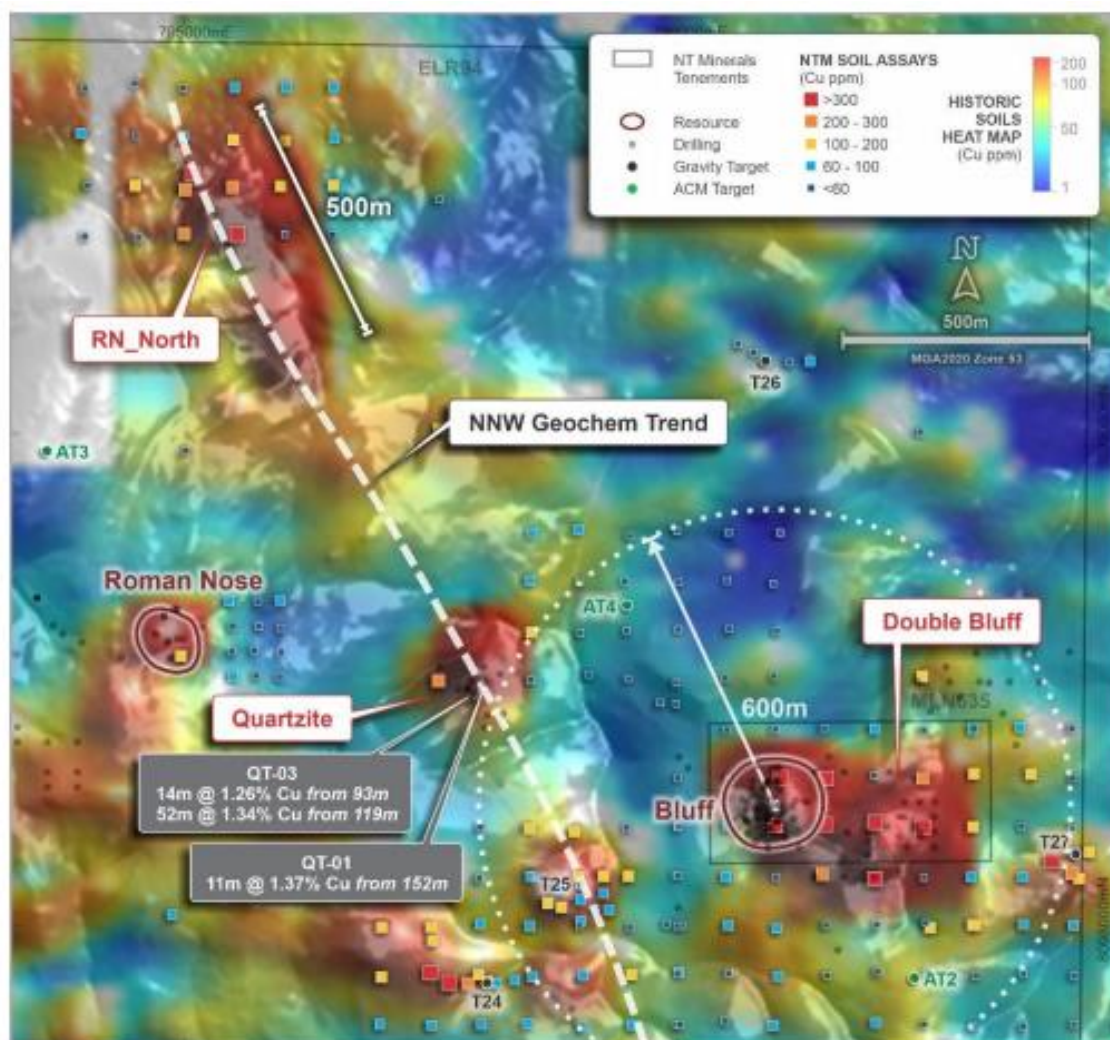 705000mE
ELR94
NT Minerals
Tenements
Resource
Drilling
Gravity Target
ACM Target
NTM SOIL ASSAYS
(Cu ppm)
>300
200 - 300
100 - 200
60 - 100
<60
HISTORIC
SOILS
HEAT MAP
(Cu ppm)
200
100
50
1
N
500m
MGA2020 Zone 53
500m
RN_North
T26
NNW Geochem Trend
AT3
Roman Nose
AT4
Double Bluff
Quartzite
600m
MLN635
QT-03
14m @ 1.26% Cu from 93m
52m @ 1.34% Cu from 119m
Bluff
QT-01
11m @ 1.37% Cu from 152m
T27
T25
T24
AT2